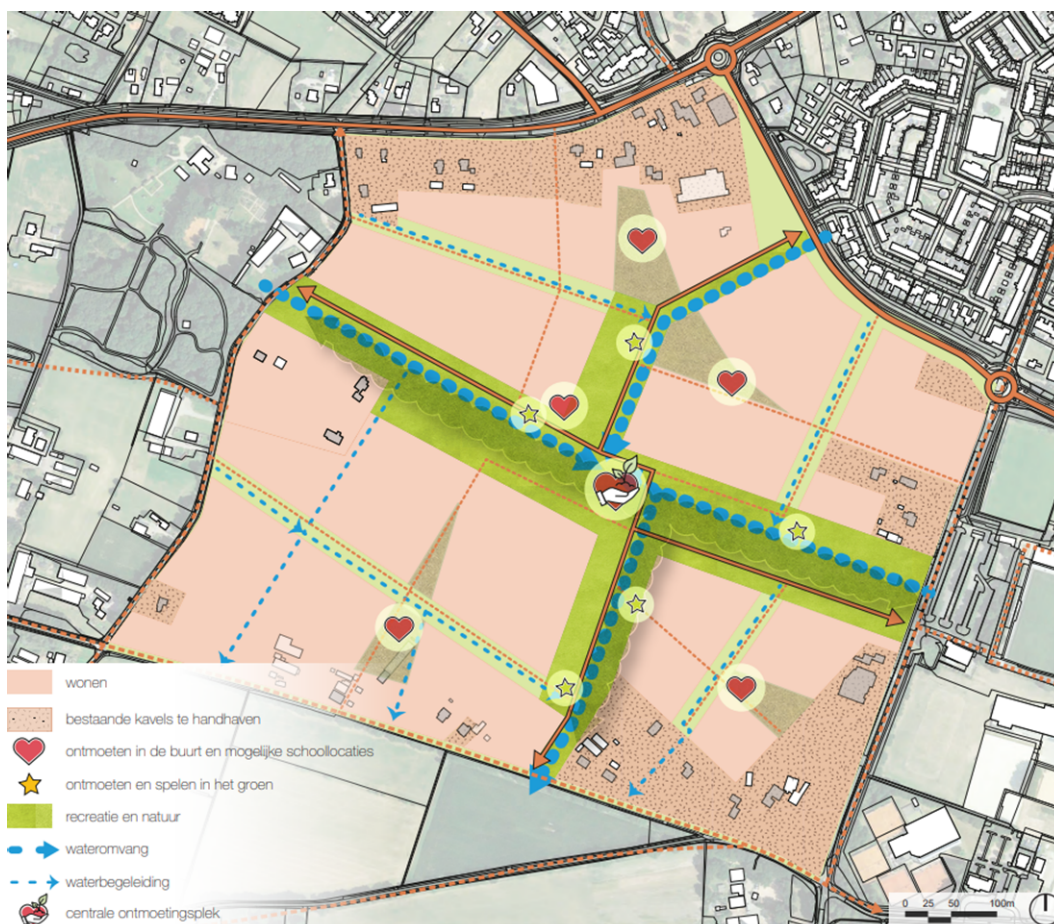 wonen
bestaande kavels te handhaven
ontmoeten in de buurt en mogelijke schoollocaties
ontmoeten en spelen in het groen
recreatie en natuur
wateromvang
waterbegeleiding
centrale ontmoetingsplek
0 25 50 100m